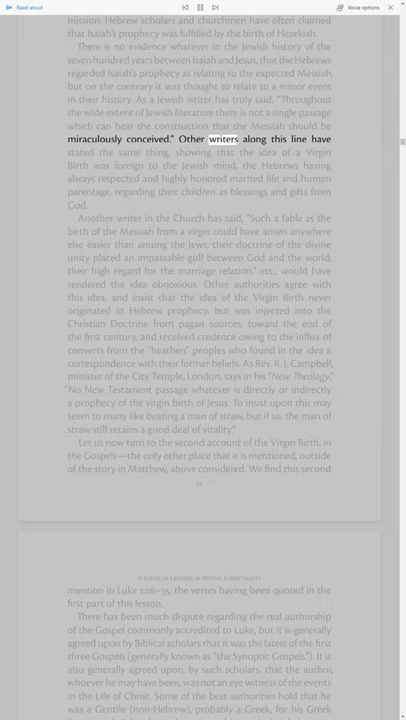 Read aloud
Voice options
mission. Hebrew scholars and churchmen have often claimed
that Isaiah's prophecy was fulfilled by the birth of Hezekiah.
There is no evidence whatever in the Jewish history of the
seven hundred years between Isaiah and Jesus, that the Hebrews
regarded Isaiah's prophecy as relating to the expected Messiah,
but on the contrary it was thought to relate to a minor event
in their history. As a Jewish writer has truly said, "Throughout
the wide extent of Jewish literature there is not a single passage
which can bear the construction that the Messiah should be
miraculously conceived." Other writers along this line have
stated the same thing, showing that the idea of a Virgin
Birth was foreign to the Jewish mind, the Hebrews having
always respected and highly honored married life and human
parentage, regarding their children as blessings and gifts from
God.
Another writer in the Church has said, "Such a fable as the
birth of the Messiah from a virgin could have arisen anywhere
else easier than among the Jews; their doctrine of the divine
unity placed an impassable gulf between God and the world;
their high regard for the marriage relation," etc., would have
rendered the idea obnoxious. Other authorities agree with
this idea, and insist that the idea of the Virgin Birth never
originated in Hebrew prophecy, but was injected into the
Christian Doctrine from pagan sources, toward the end of
the first century, and received credence owing to the influx of
converts from the "heathen" peoples who found in the idea a
correspondence with their former beliefs. As Rev. R. J. Campbell,
minister of the City Temple, London, says in his "New Theology,"
"No New Testament passage whatever is directly or indirectly
a prophecy of the virgin birth of Jesus. To insist upon this may
seem to many like beating a man of straw, but if so, the man of
straw still retains a good deal of vitality."
Let us now turn to the second account of the Virgin Birth, in
the Gospels—the only other place that it is mentioned, outside
of the story in Matthew, above considered. We find this second
A Series of Lessons in Mystic Christianity
mention in Luke 1:26–35, the verses having been quoted in the
first part of this lesson.
There has been much dispute regarding the real authorship
of the Gospel commonly accredited to Luke, but it is generally
agreed upon by Biblical scholars that it was the latest of the first
three Gospels (generally known as "the Synoptic Gospels"). It is
also generally agreed upon, by such scholars, that the author,
whoever he may have been, was not an eye witness of the events
in the Life of Christ. Some of the best authorities hold that he
was a Gentile (non-Hebrew), probably a Greek, for his Greek